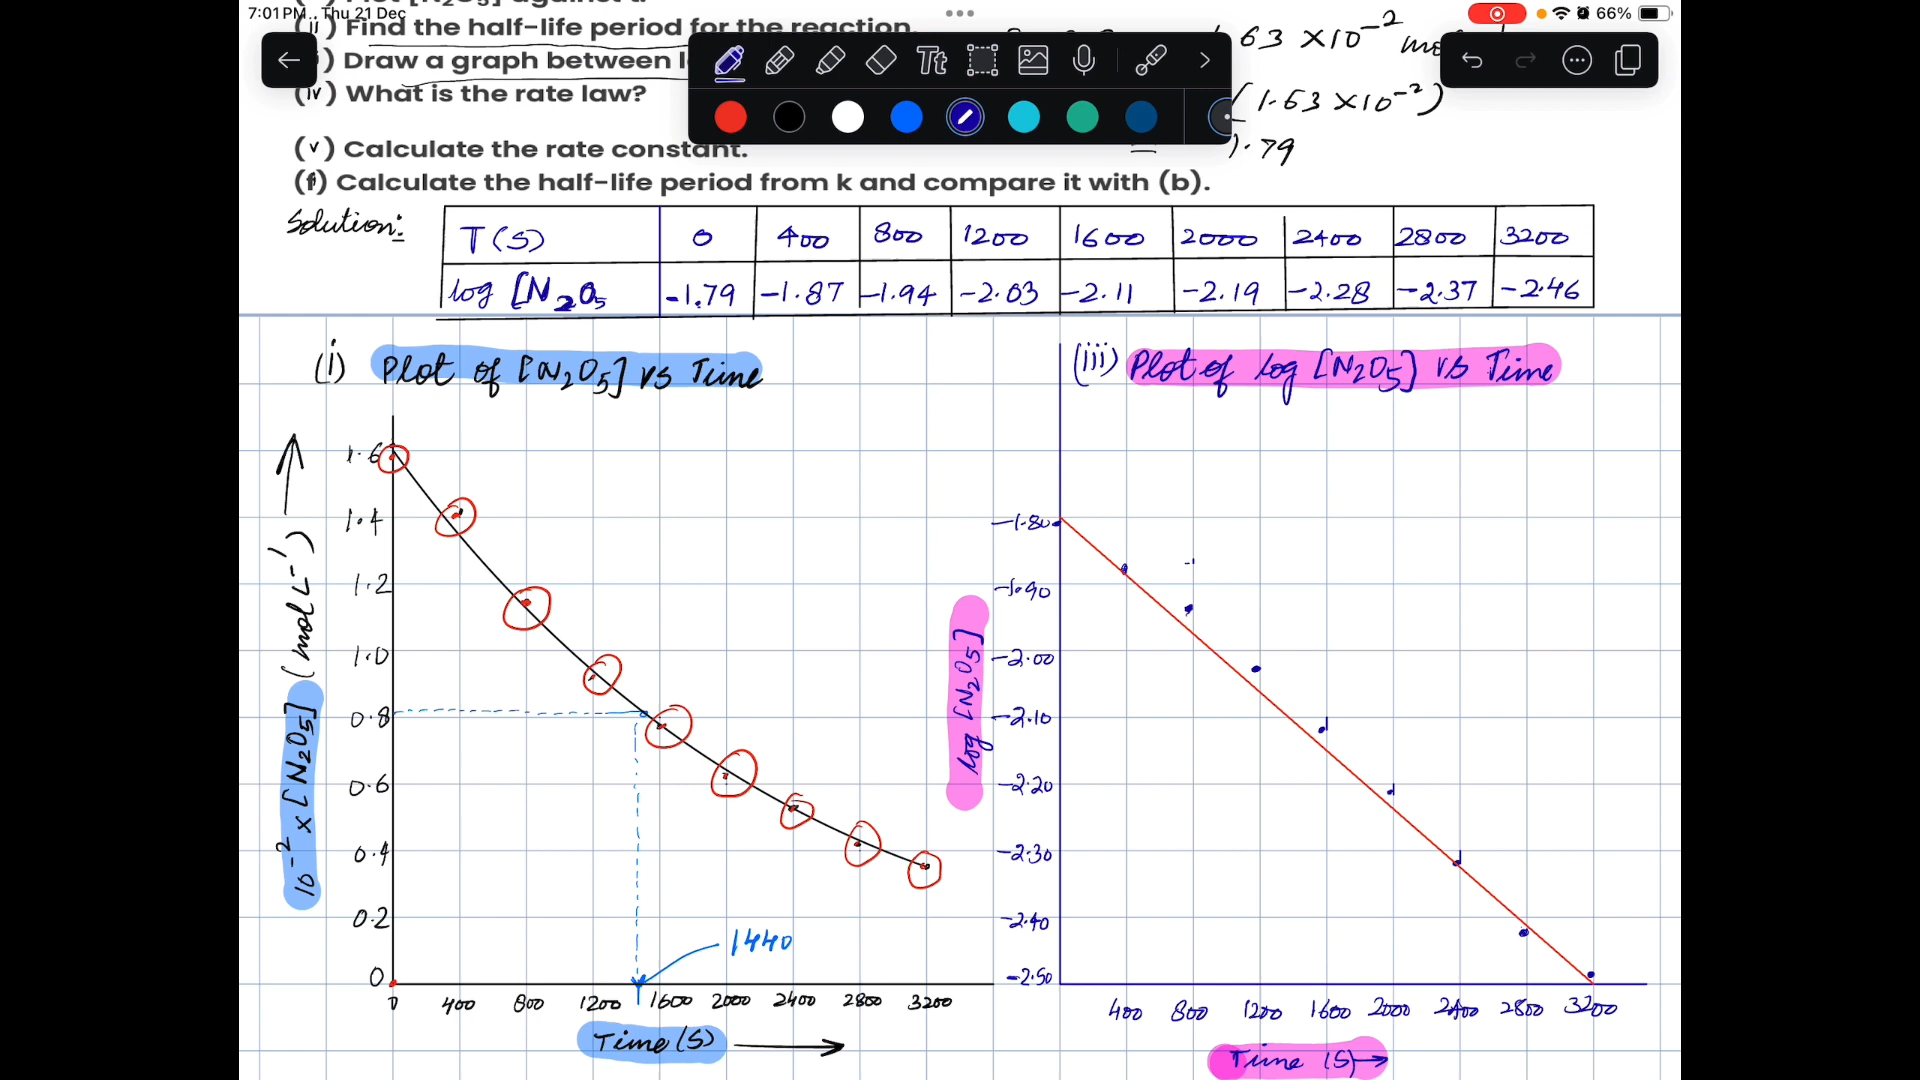 7:01 PM Thu 21 Dec
66%
(ii) Find the half-life period for the reaction.
) Draw a graph between l
(iv) What is the rate law?
(v) Calculate the rate constant.
(f) Calculate the half-life period from k and compare it with (b).
Tt
.63 ×10⁻²
(1.63 ×10⁻²)
1.79
Solution:
T(S) 0 400 800 1200 1600 2000 2400 2800 3200
log [N₂O₅ -1.79 -1.87 -1.94 -2.03 -2.11 -2.19 -2.28 -2.37 -2.46
(i) Plot of [N₂O₅] vs Time
1.6
1.4
1.2
1.0
0.8
0.6
0.4
0.2
0
10⁻² × [N₂O₅] (mol L⁻¹)
1440
0 400 800 1200 1600 2000 2400 2800 3200
Time (S)
(iii) Plot of log [N₂O₅] vs Time
-1.80
-1.90
-2.00
-2.10
-2.20
-2.30
-2.40
-2.50
log [N₂O₅]
400 800 1200 1600 2000 2400 2800 3200
Time (S)